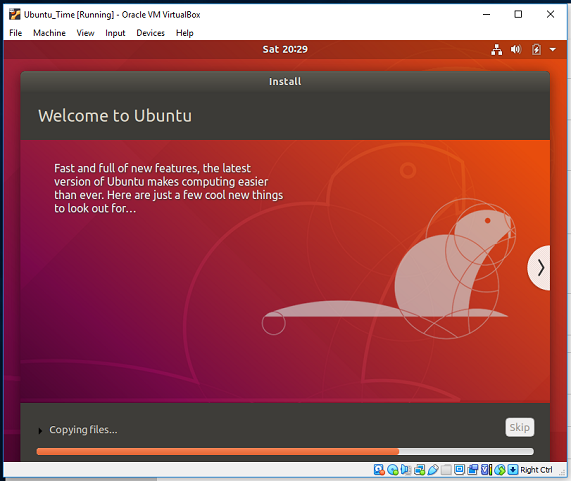 Ubuntu_Time [Running] - Oracle VM VirtualBox
File Machine View Input Devices Help
Sat 20:29
Install
Welcome to Ubuntu
Fast and full of new features, the latest
version of Ubuntu makes computing easier
than ever. Here are just a few cool new things
to look out for…
Copying files...
Skip
Right Ctrl